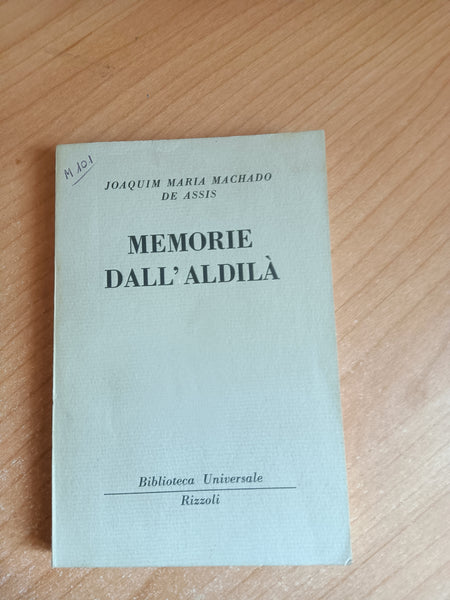 M 101
JOAQUIM MARIA MACHADO
DE ASSIS
MEMORIE
DALL'ALDILÀ
Biblioteca Universale
Rizzoli